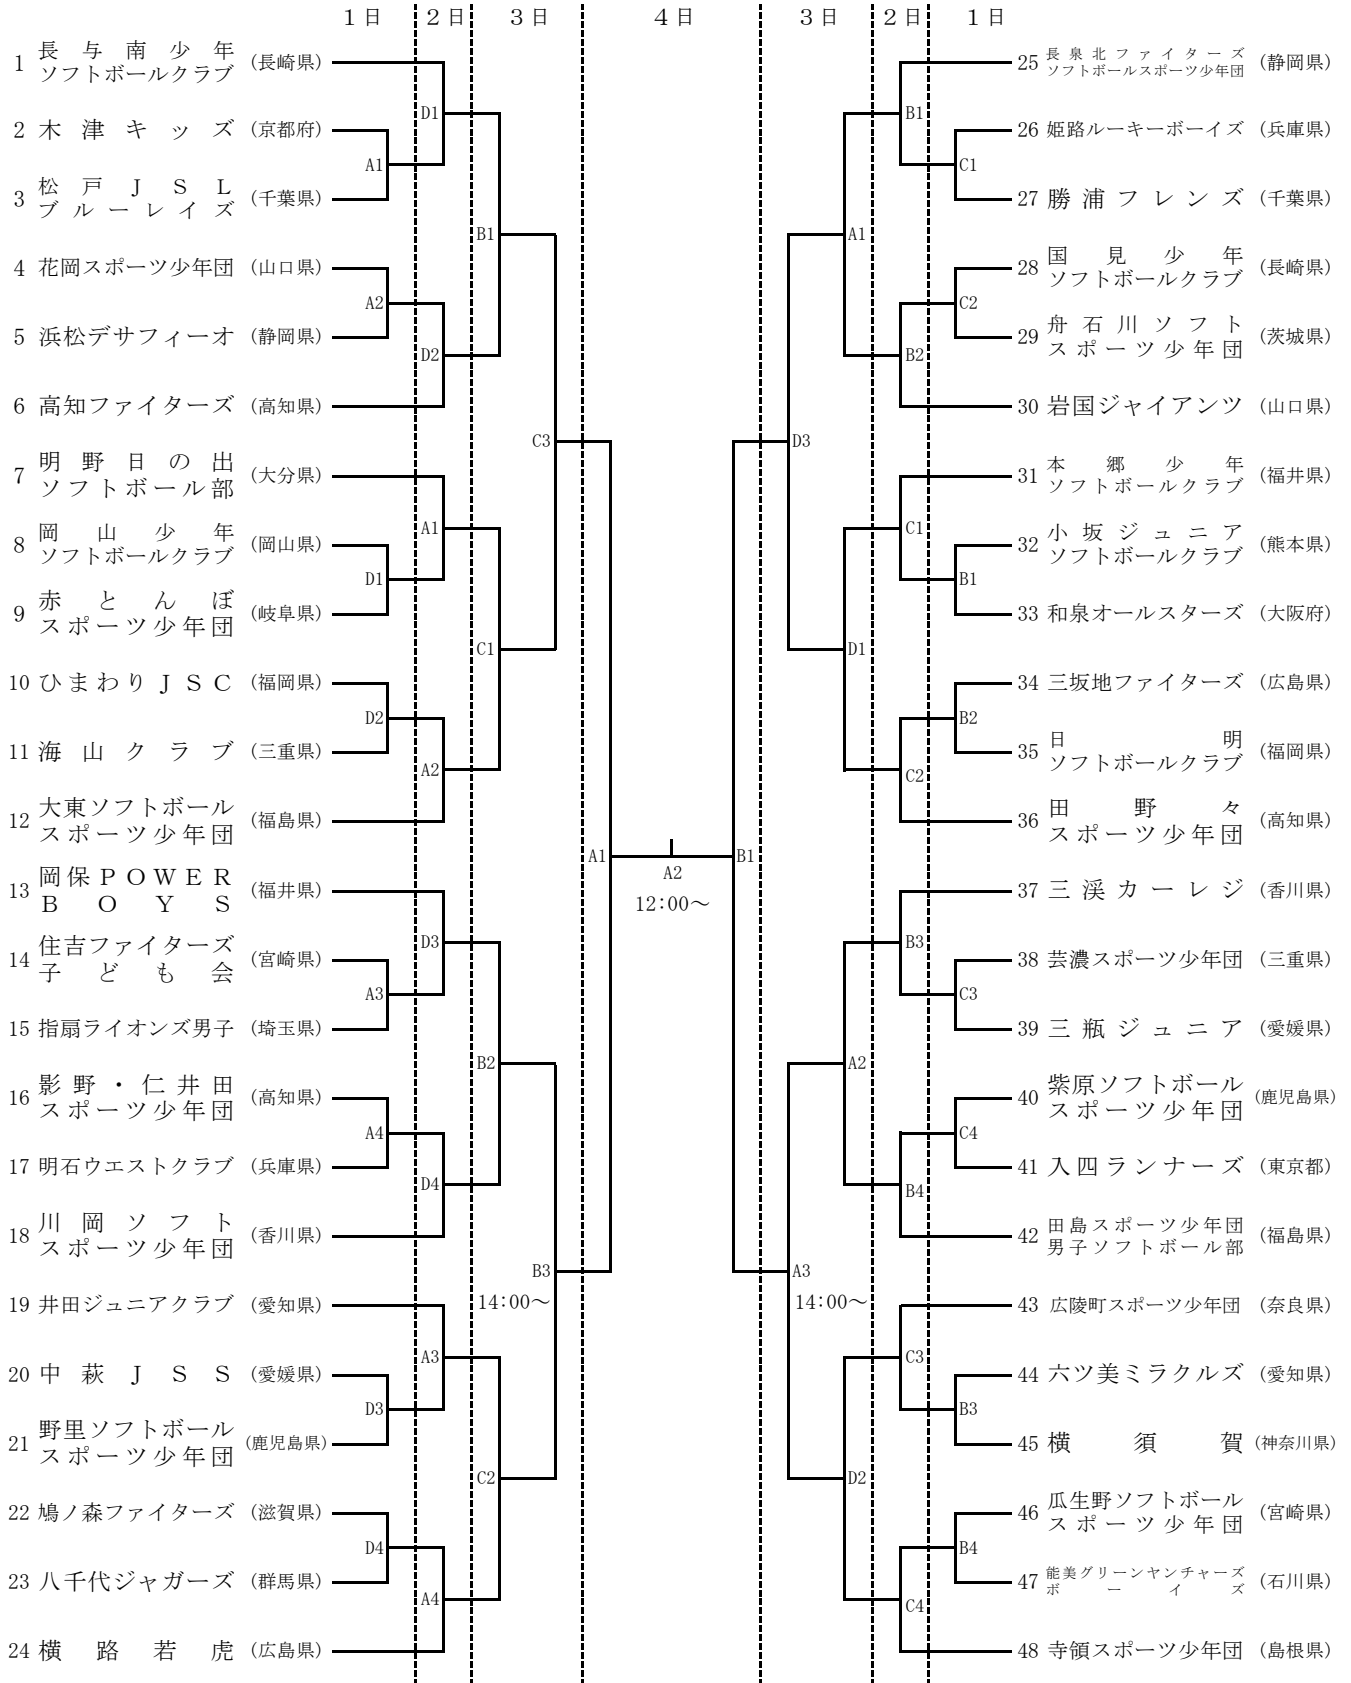 1日 2日 3日 4日 3日 2日 1日
1 長与南少年 ソフトボールクラブ (長崎県)
2 木津キッズ (京都府)
3 松戸JSL ブルーレイズ (千葉県)
4 花岡スポーツ少年団 (山口県)
5 浜松デサフィーオ (静岡県)
6 高知ファイターズ (高知県)
7 明野日の出 ソフトボール部 (大分県)
8 岡山少年 ソフトボールクラブ (岡山県)
9 赤とんぼ スポーツ少年団 (岐阜県)
10 ひまわりJSC (福岡県)
11 海山クラブ (三重県)
12 大東ソフトボール スポーツ少年団 (福島県)
13 岡保POWER BOYS (福井県)
14 住吉ファイターズ 子ども会 (宮崎県)
15 指扇ライオンズ男子 (埼玉県)
16 影野・仁井田 スポーツ少年団 (高知県)
17 明石ウエストクラブ (兵庫県)
18 川岡ソフト スポーツ少年団 (香川県)
19 井田ジュニアクラブ (愛知県)
20 中萩JSS (愛媛県)
21 野里ソフトボール スポーツ少年団 (鹿児島県)
22 鳩ノ森ファイターズ (滋賀県)
23 八千代ジャガーズ (群馬県)
24 横路若虎 (広島県)
A1
A2
D1
D2
A3
A4
D3
D4
D1
D2
A1
A2
D3
D4
A3
A4
B1
C1
B2
C2
C3
B3
14:00～
A1
A2
12:00～
B1
D3
A3
14:00～
A1
D1
A2
D2
B1
B2
C1
C2
B3
B4
C3
C4
C1
C2
B1
B2
C3
C4
B3
B4
25 長泉北ファイターズ ソフトボールスポーツ少年団 (静岡県)
26 姫路ルーキーボーイズ (兵庫県)
27 勝浦フレンズ (千葉県)
28 国見少年 ソフトボールクラブ (長崎県)
29 舟石川ソフト スポーツ少年団 (茨城県)
30 岩国ジャイアンツ (山口県)
31 本郷少年 ソフトボールクラブ (福井県)
32 小坂ジュニア ソフトボールクラブ (熊本県)
33 和泉オールスターズ (大阪府)
34 三坂地ファイターズ (広島県)
35 日明 ソフトボールクラブ (福岡県)
36 田野々 スポーツ少年団 (高知県)
37 三渓カーレジ (香川県)
38 芸濃スポーツ少年団 (三重県)
39 三瓶ジュニア (愛媛県)
40 紫原ソフトボール スポーツ少年団 (鹿児島県)
41 入四ランナーズ (東京都)
42 田島スポーツ少年団 男子ソフトボール部 (福島県)
43 広陵町スポーツ少年団 (奈良県)
44 六ツ美ミラクルズ (愛知県)
45 横須賀 (神奈川県)
46 瓜生野ソフトボール スポーツ少年団 (宮崎県)
47 能美グリーンヤンチャーズ ボーイズ (石川県)
48 寺領スポーツ少年団 (島根県)